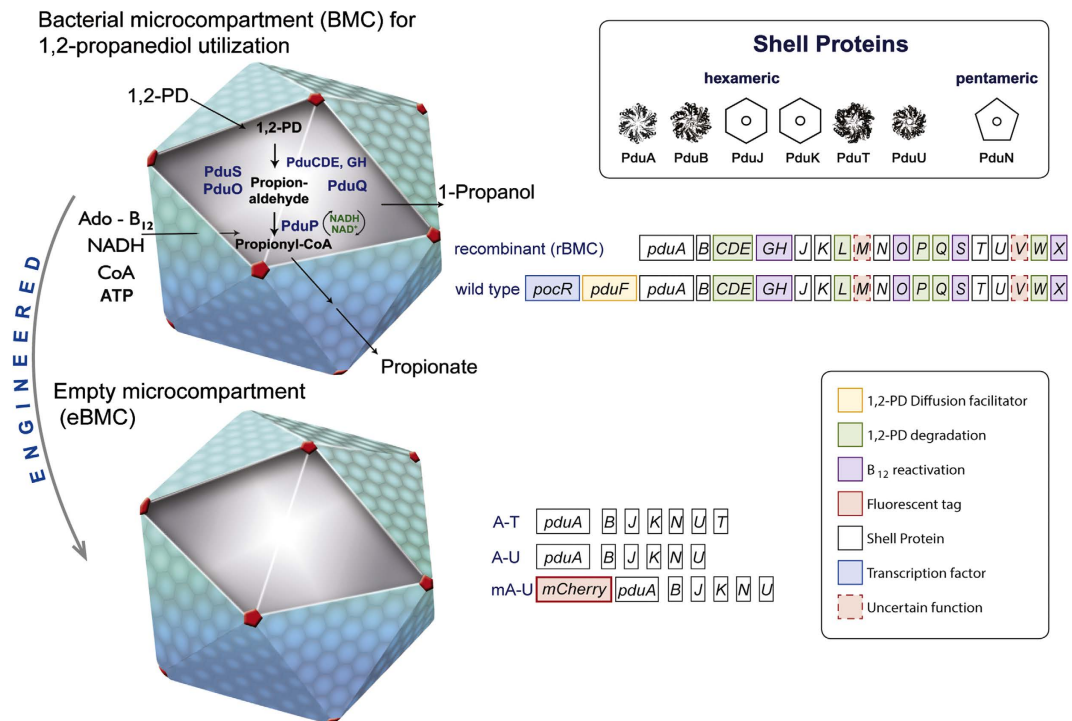 Bacterial microcompartment (BMC) for
1,2-propanediol utilization
1,2-PD
1,2-PD
PduCDE, GH
PduS
PduO
Propion-
aldehyde
PduQ
1-Propanol
PduP
NADH
NAD+
Propionyl-CoA
Ado - B12
NADH
CoA
ATP
Propionate
ENGINEERED
Empty microcompartment
(eBMC)
Shell Proteins
hexameric
pentameric
PduA PduB PduJ PduK PduT PduU PduN
recombinant (rBMC) pduA B CDE GH J K L M N O P Q S T U V W X
wild type pocR pduF pduA B CDE GH J K L M N O P Q S T U V W X
1,2-PD Diffusion facilitator
1,2-PD degradation
B12 reactivation
Fluorescent tag
Shell Protein
Transcription factor
Uncertain function
A-T pduA B J K N U T
A-U pduA B J K N U
mA-U mCherry pduA B J K N U